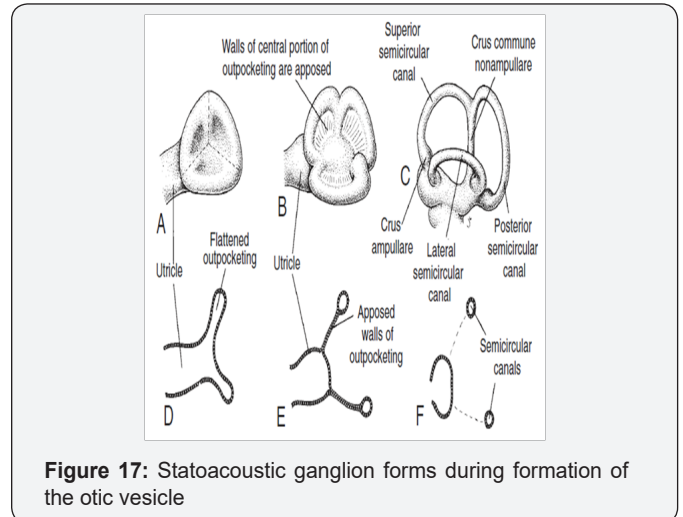 Walls of central portion of
outpocketing are apposed
Superior
semicircular
canal
Crus commune
nonampullare
A
B
C
Crus
ampullare
Lateral
semicircular
canal
Posterior
semicircular
canal
Utricle
Flattened
outpocketing
Utricle
Apposed
walls of
outpocketing
Semicircular
canals
D
E
F
Figure 17: Statoacoustic ganglion forms during formation of
the otic vesicle